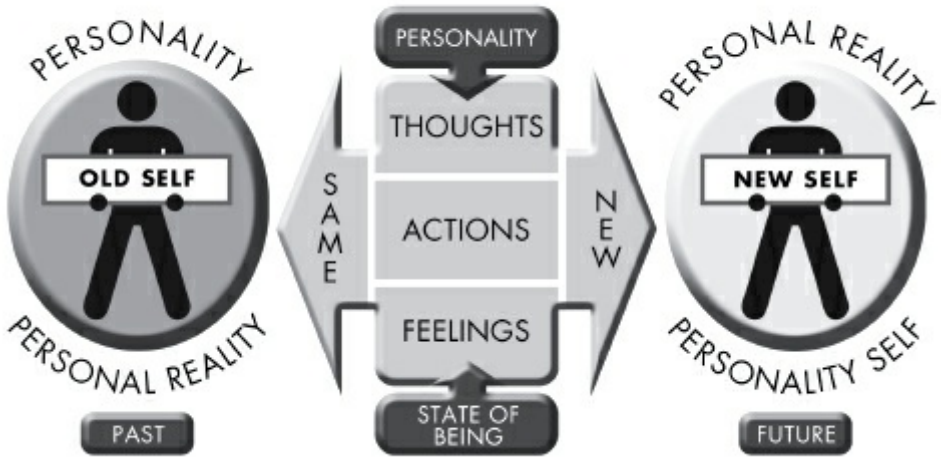 PERSONALITY
OLD SELF
PERSONAL REALITY
PAST
PERSONALITY
THOUGHTS
ACTIONS
FEELINGS
STATE OF
BEING
SAME
NEW
PERSONAL REALITY
NEW SELF
PERSONALITY SELF
FUTURE